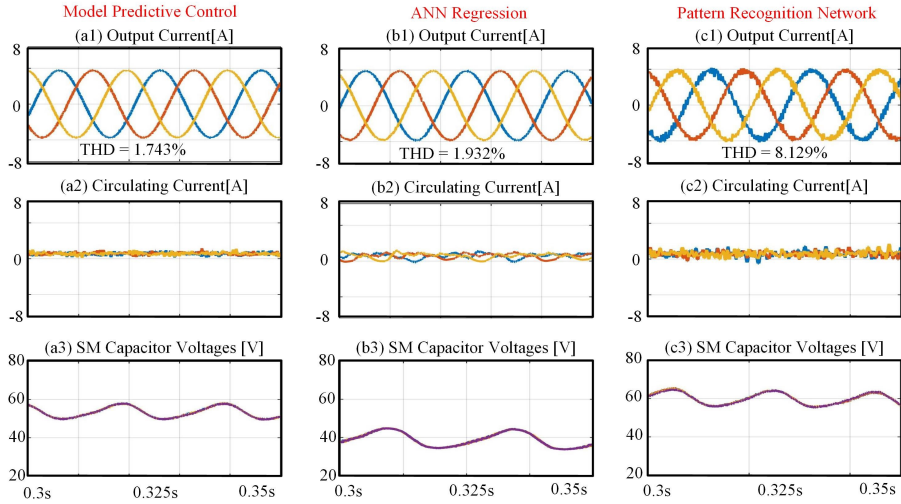 Model Predictive Control
ANN Regression
Pattern Recognition Network
(a1) Output Current[A]
(b1) Output Current[A]
(c1) Output Current[A]
8
0
-8
THD = 1.743%
8
0
-8
THD = 1.932%
8
0
-8
THD = 8.129%
(a2) Circulating Current[A]
(b2) Circulating Current[A]
(c2) Circulating Current[A]
8
0
-8
8
0
-8
8
0
-8
(a3) SM Capacitor Voltages [V]
(b3) SM Capacitor Voltages [V]
(c3) SM Capacitor Voltages [V]
80
60
40
20
80
60
40
20
80
60
40
20
0.3s 0.325s 0.35s
0.3s 0.325s 0.35s
0.3s 0.325s 0.35s